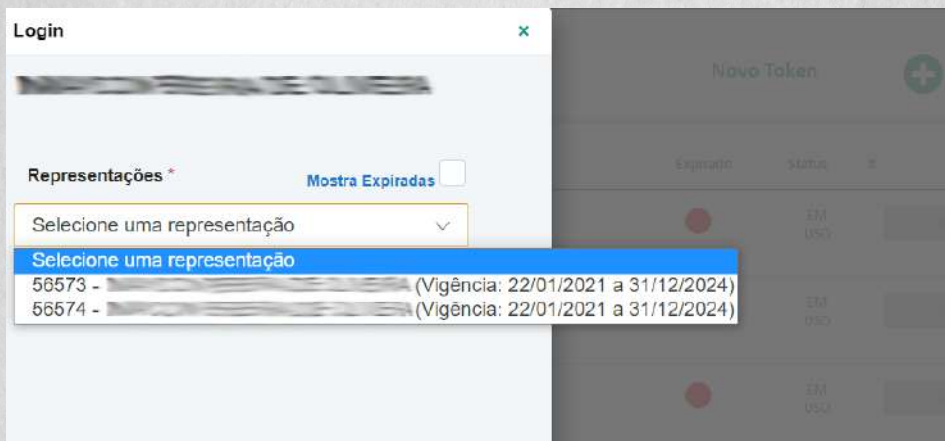 Login ×
Novo Token
Representações *
Mostra Expiradas
Expirado Status
Selecione uma representação
EM
USO
Selecione uma representação
56573 - (Vigência: 22/01/2021 a 31/12/2024)
56574 - (Vigência: 22/01/2021 a 31/12/2024)
EM
USO
EM
USO